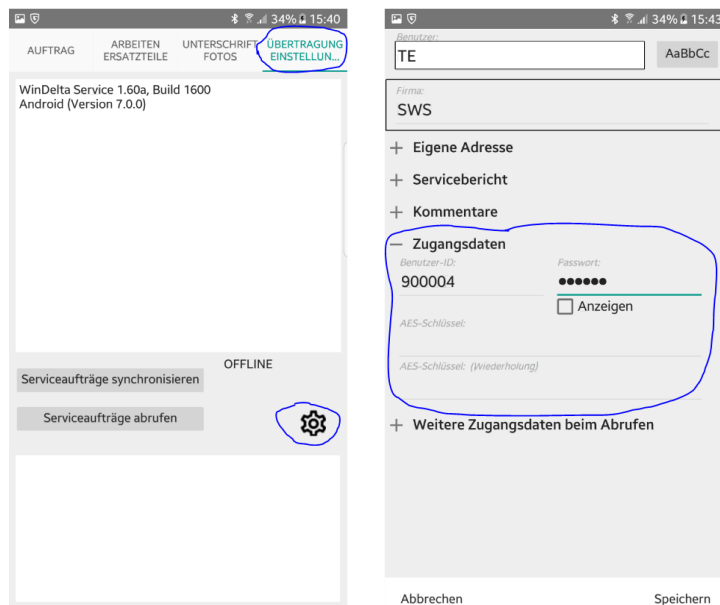 34% 15:40
AUFTRAG
ARBEITEN
ERSATZTEILE
UNTERSCHRIFT
FOTOS
ÜBERTRAGUNG
EINSTELLUN...
WinDelta Service 1.60a, Build 1600
Android (Version 7.0.0)
OFFLINE
Serviceaufträge synchronisieren
Serviceaufträge abrufen
34% 15:43
Benutzer:
TE
AaBbCc
Firma:
SWS
+ Eigene Adresse
+ Servicebericht
+ Kommentare
− Zugangsdaten
Benutzer-ID: Passwort:
900004 ●●●●●●
Anzeigen
AES-Schlüssel:
AES-Schlüssel: (Wiederholung)
+ Weitere Zugangsdaten beim Abrufen
Abbrechen Speichern